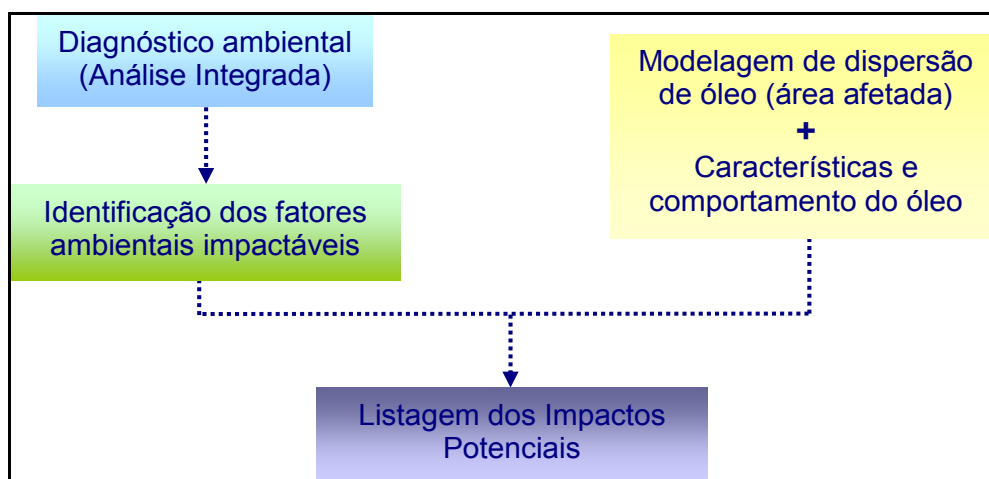 Diagnóstico ambiental
(Análise Integrada)
Identificação dos fatores
ambientais impactáveis
Modelagem de dispersão
de óleo (área afetada)
+
Características e
comportamento do óleo
Listagem dos Impactos
Potenciais